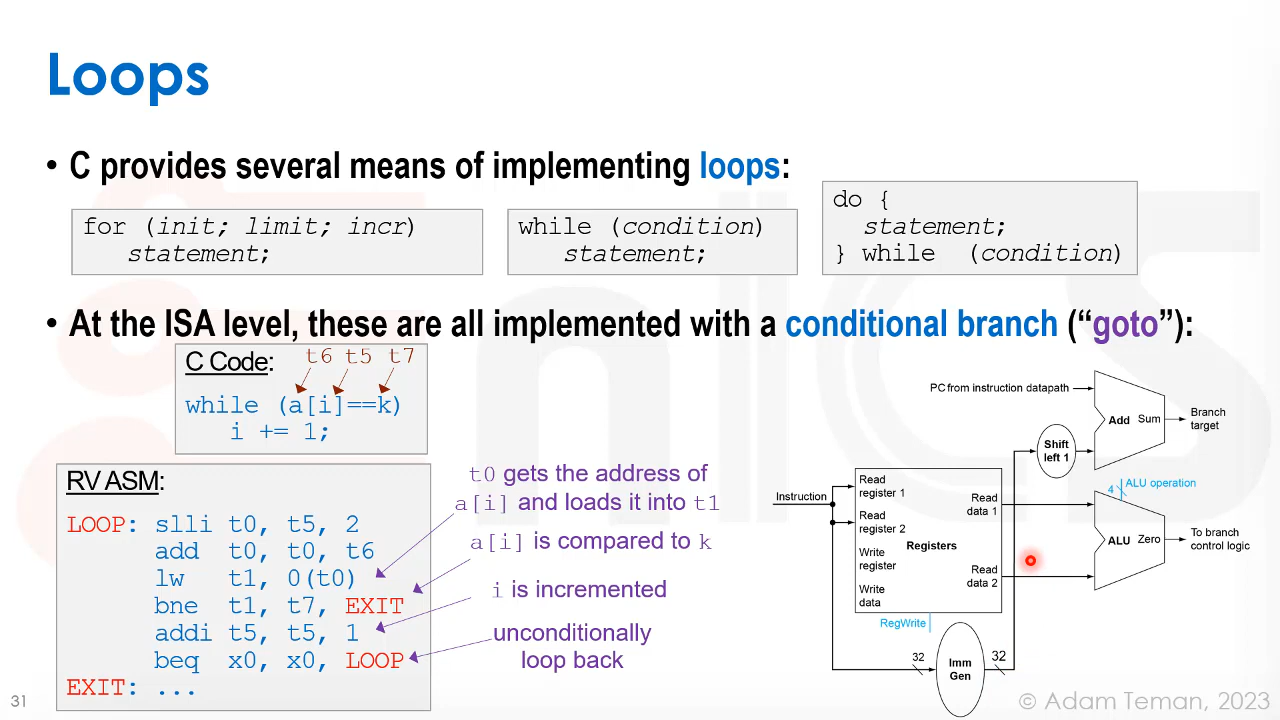 Loops
• C provides several means of implementing loops:
for (init; limit; incr)
statement;
while (condition)
statement;
do {
statement;
} while (condition)
• At the ISA level, these are all implemented with a conditional branch (“goto”):
C Code:
t6 t5 t7
while (a[i]==k)
i += 1;
RV ASM:
LOOP: slli t0, t5, 2
add t0, t0, t6
lw t1, 0(t0)
bne t1, t7, EXIT
addi t5, t5, 1
beq x0, x0, LOOP
EXIT: ...
t0 gets the address of
a[i] and loads it into t1
a[i] is compared to k
i is incremented
unconditionally
loop back
PC from instruction datapath
Add Sum
Branch
target
Shift
left 1
4 ALU operation
Instruction
Read
register 1
Read
register 2
Write
register
Write
data
Registers
Read
data 1
Read
data 2
RegWrite
ALU Zero
To branch
control logic
32
Imm
Gen
32
31
© Adam Teman, 2023
enICS